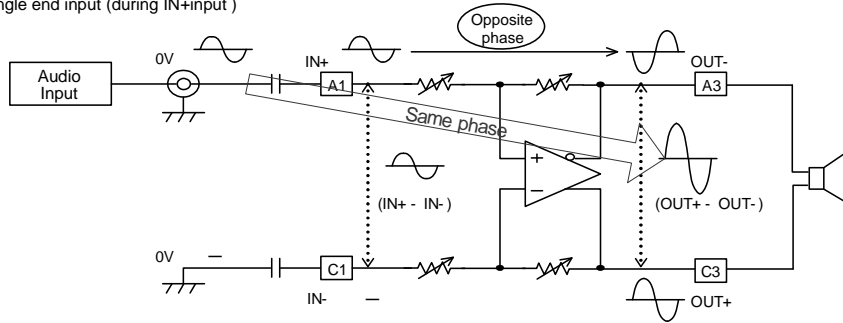 ngle end input (during IN+input )
Opposite
phase
0V
IN+
OUT-
Audio
Input
A1
A3
Same phase
+
−
(IN+ - IN- )
(OUT+ - OUT- )
0V
−
C1
C3
IN-
−
OUT+